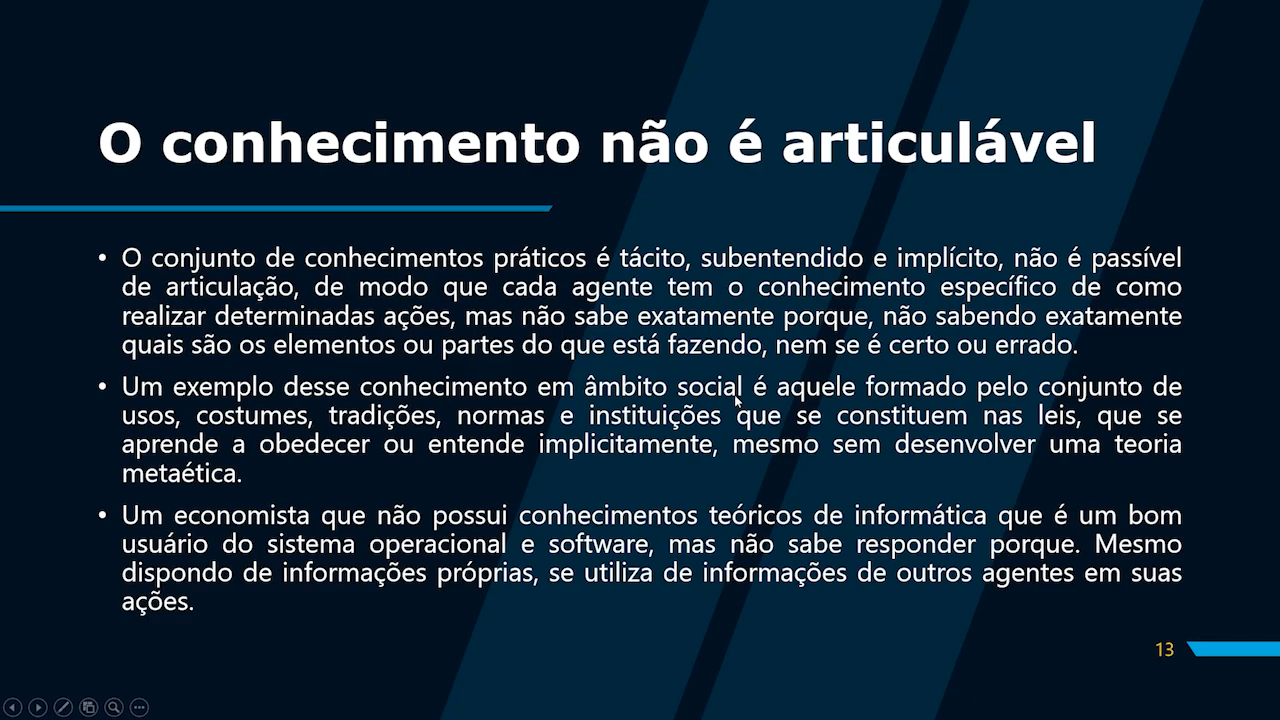 O conhecimento não é articulável
• O conjunto de conhecimentos práticos é tácito, subentendido e implícito, não é passível
de articulação, de modo que cada agente tem o conhecimento específico de como
realizar determinadas ações, mas não sabe exatamente porque, não sabendo exatamente
quais são os elementos ou partes do que está fazendo, nem se é certo ou errado.
• Um exemplo desse conhecimento em âmbito social é aquele formado pelo conjunto de
usos, costumes, tradições, normas e instituições que se constituem nas leis, que se
aprende a obedecer ou entende implicitamente, mesmo sem desenvolver uma teoria
metaética.
• Um economista que não possui conhecimentos teóricos de informática que é um bom
usuário do sistema operacional e software, mas não sabe responder porque. Mesmo
dispondo de informações próprias, se utiliza de informações de outros agentes em suas
ações.
13